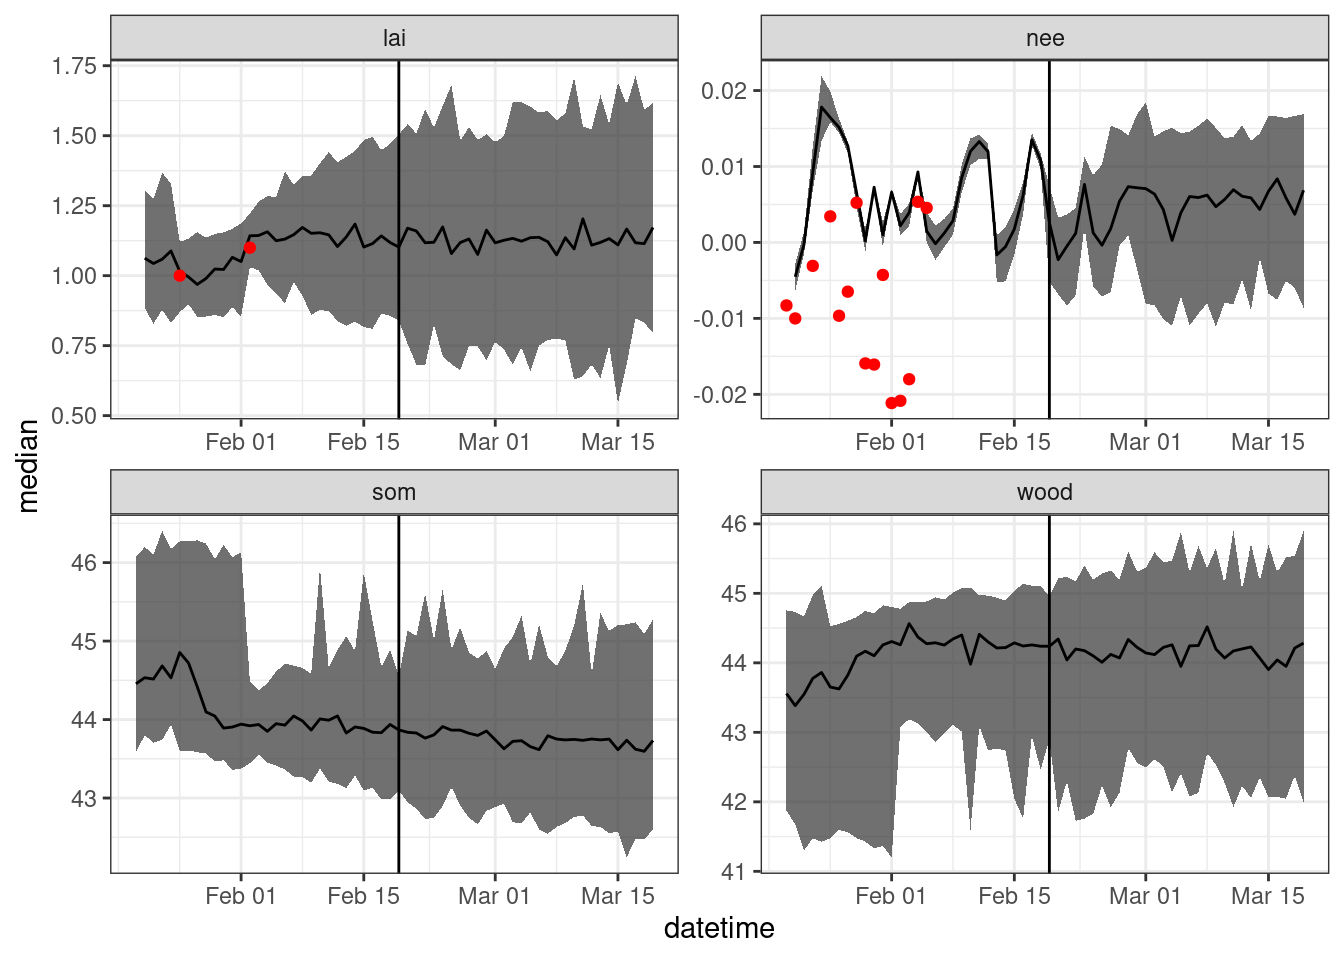 lai
nee
1.75
1.50
1.25
1.00
0.75
0.50
0.02
0.01
0.00
-0.01
-0.02
Feb 01 Feb 15 Mar 01 Mar 15
Feb 01 Feb 15 Mar 01 Mar 15
median
som
wood
46
45
44
43
46
45
44
43
42
41
Feb 01 Feb 15 Mar 01 Mar 15
Feb 01 Feb 15 Mar 01 Mar 15
datetime